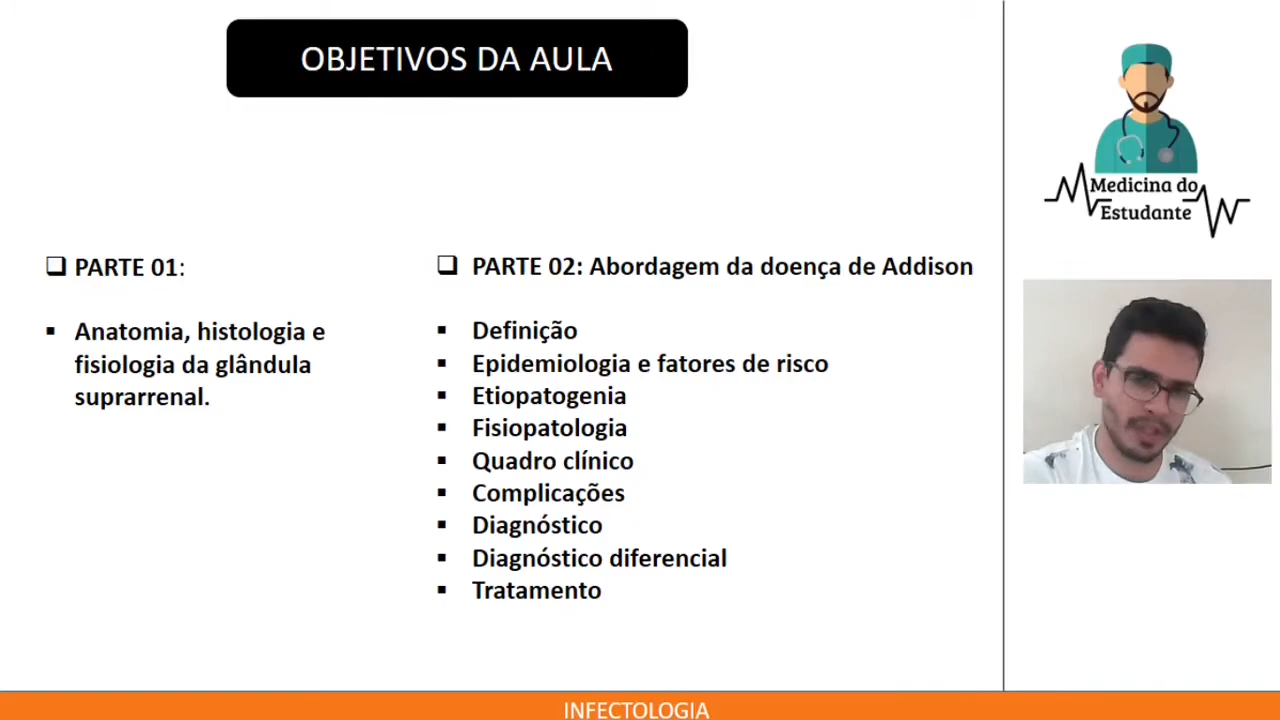 OBJETIVOS DA AULA
❑ PARTE 01:
▪ Anatomia, histologia e
fisiologia da glândula
suprarrenal.
❑ PARTE 02: Abordagem da doença de Addison
▪ Definição
▪ Epidemiologia e fatores de risco
▪ Etiopatogenia
▪ Fisiopatologia
▪ Quadro clínico
▪ Complicações
▪ Diagnóstico
▪ Diagnóstico diferencial
▪ Tratamento
Medicina do
Estudante
INFECTOLOGIA